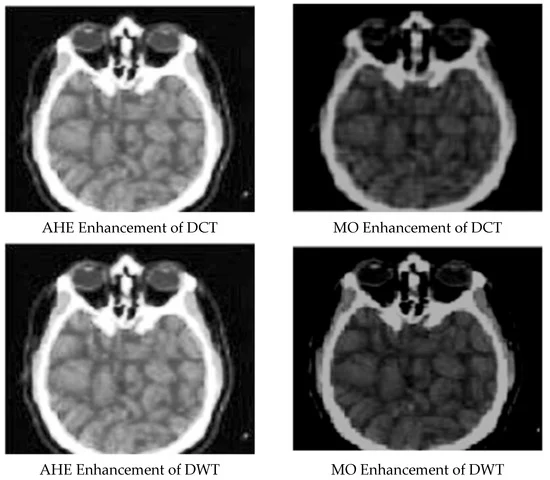 AHE Enhancement of DCT
MO Enhancement of DCT
AHE Enhancement of DWT
MO Enhancement of DWT